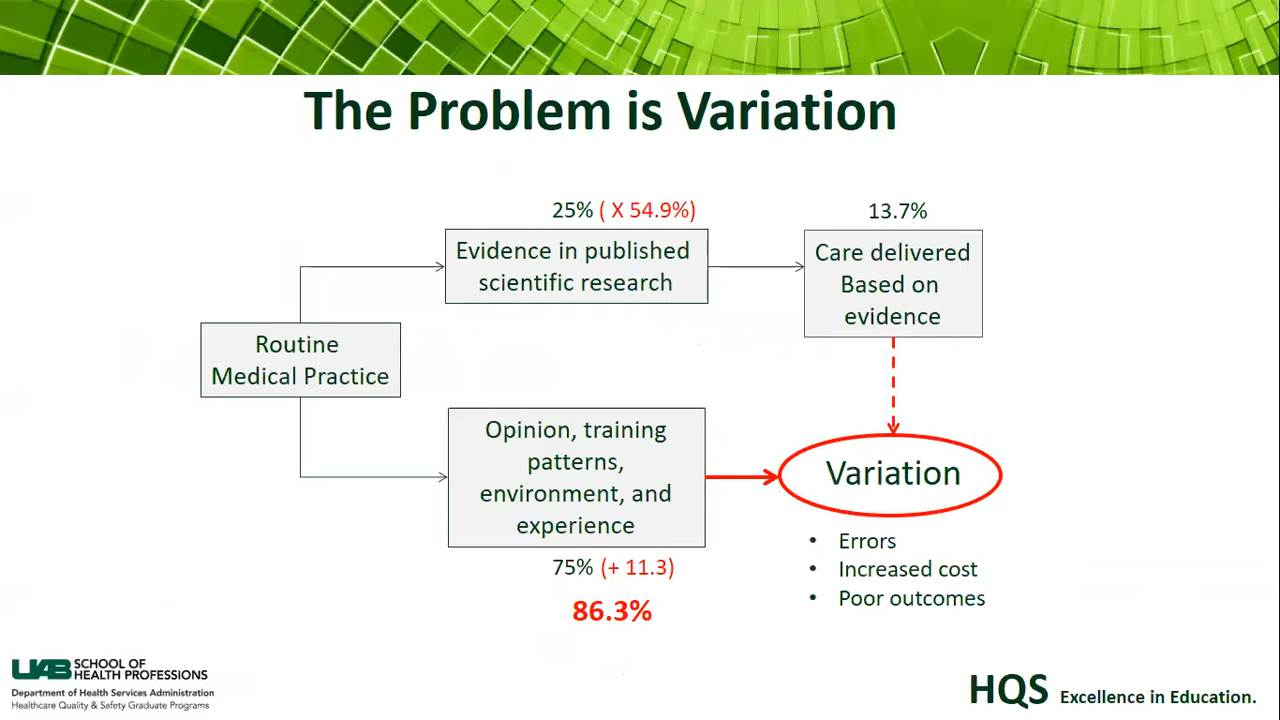 The Problem is Variation
25% ( X 54.9%)
13.7%
Evidence in published
scientific research
Care delivered
Based on
evidence
Routine
Medical Practice
Opinion, training
patterns,
environment, and
experience
Variation
75% (+ 11.3)
86.3%
• Errors
• Increased cost
• Poor outcomes
UAB SCHOOL OF
HEALTH PROFESSIONS
Department of Health Services Administration
Healthcare Quality & Safety Graduate Programs
HQS Excellence in Education.